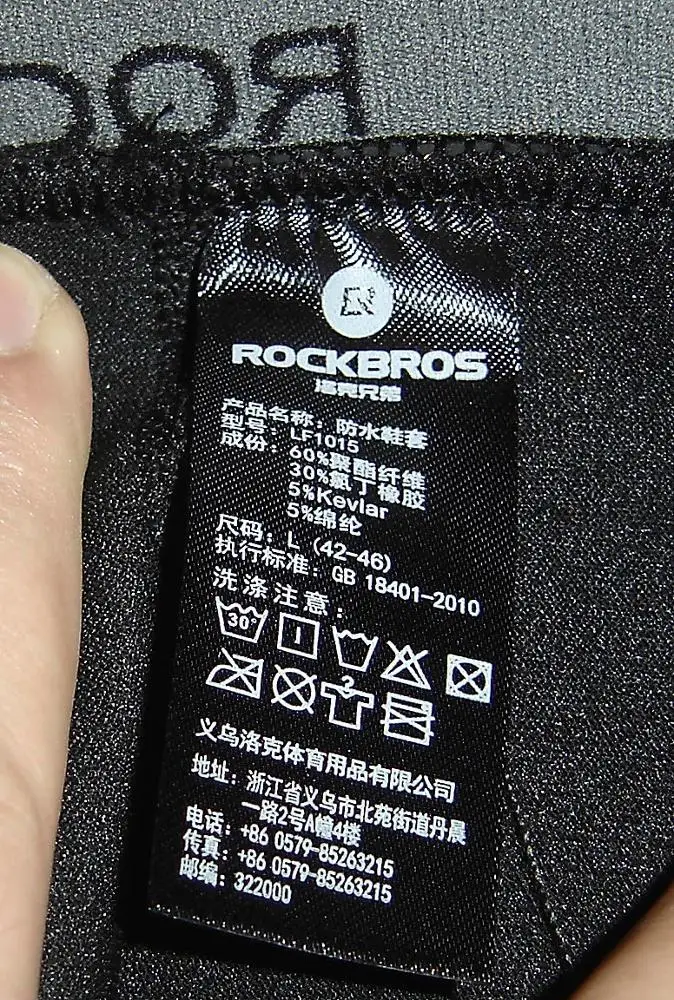 ROC
ROCKBROS
洛克兄弟
产品名称：防水鞋套
型号：LF1015
成份：60%聚酯纤维
30%氯丁橡胶
5%Kevlar
5%绵纶
尺码：L（42-46）
执行标准：GB 18401-2010
洗涤注意：
30°
义乌洛克体育用品有限公司
地址：浙江省义乌市北苑街道丹晨
一路2号A幢4楼
电话：+86 0579-85263215
传真：+86 0579-85263215
邮编：322000